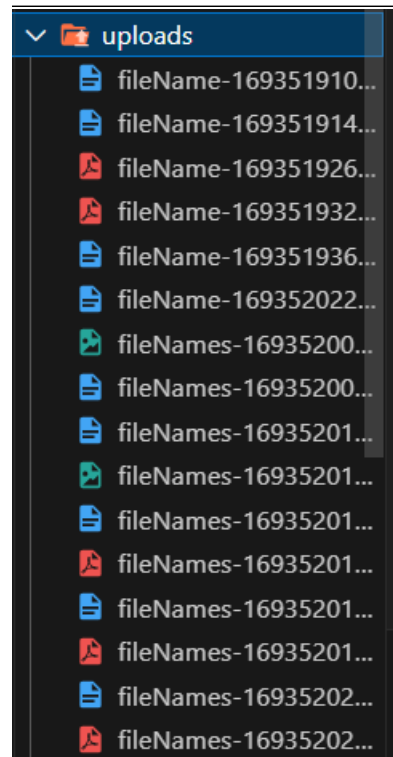 uploads
fileName-169351910...
fileName-169351914...
fileName-169351926...
fileName-169351932...
fileName-169351936...
fileName-169352022...
fileNames-16935200...
fileNames-16935200...
fileNames-16935201...
fileNames-16935201...
fileNames-16935201...
fileNames-16935201...
fileNames-16935201...
fileNames-16935201...
fileNames-16935202...
fileNames-16935202...